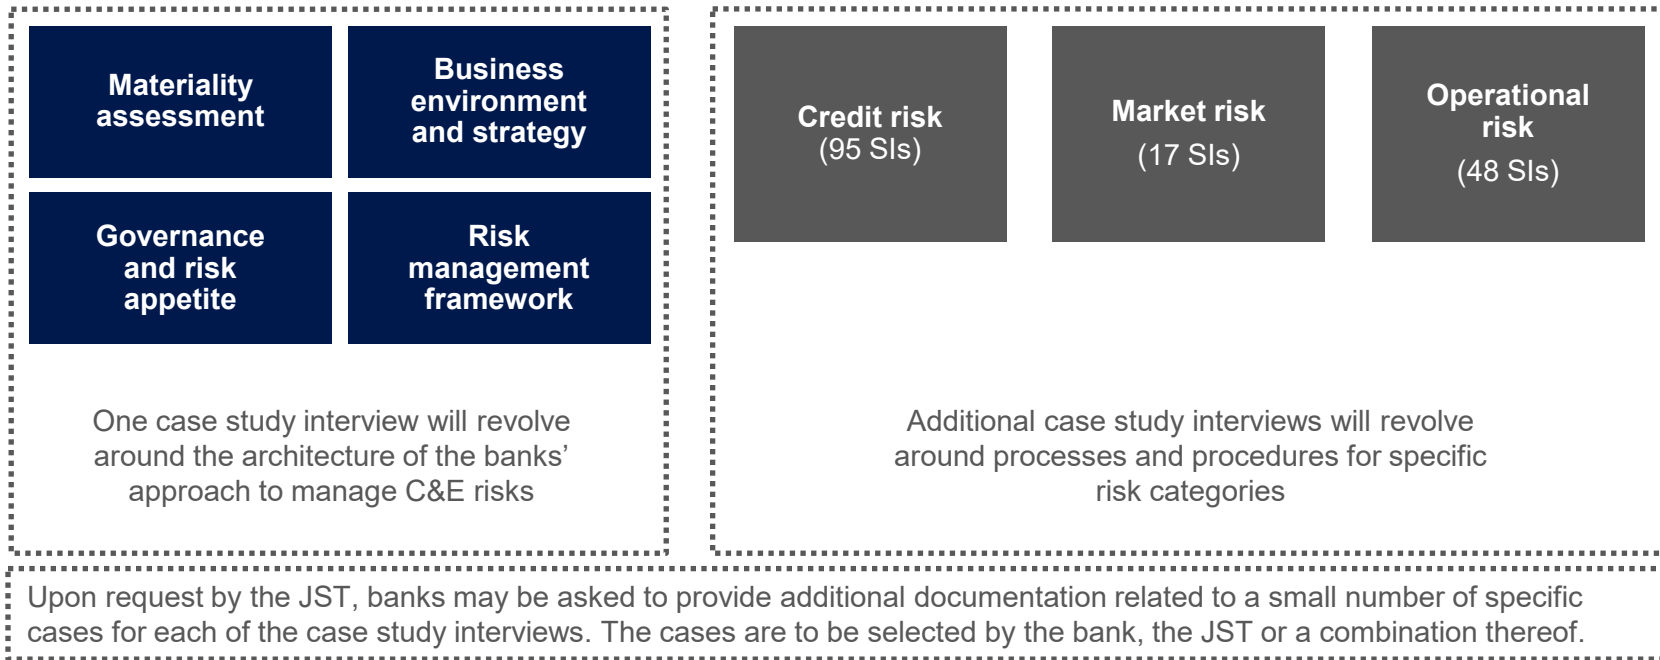 Materiality
assessment
Business
environment
and strategy
Governance
and risk
appetite
Risk
management
framework
One case study interview will revolve
around the architecture of the banks’
approach to manage C&E risks
Credit risk
(95 SIs)
Market risk
(17 SIs)
Operational
risk
(48 SIs)
Additional case study interviews will revolve
around processes and procedures for specific
risk categories
Upon request by the JST, banks may be asked to provide additional documentation related to a small number of specific
cases for each of the case study interviews. The cases are to be selected by the bank, the JST or a combination thereof.